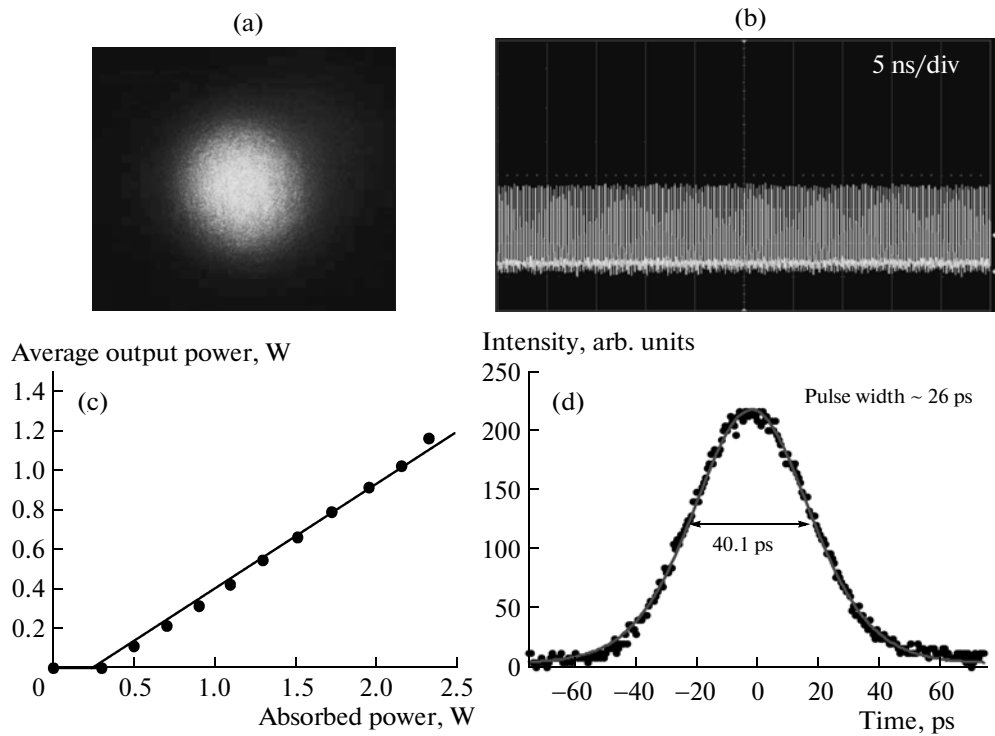 (a)
(b)
5 ns/div
Average output power, W
(c)
1.4
1.2
1.0
0.8
0.6
0.4
0.2
0
0.5
1.0
1.5
2.0
2.5
Absorbed power, W
Intensity, arb. units
(d)
Pulse width ~ 26 ps
40.1 ps
250
200
150
100
50
0
−60
−40
−20
0
20
40
60
Time, ps